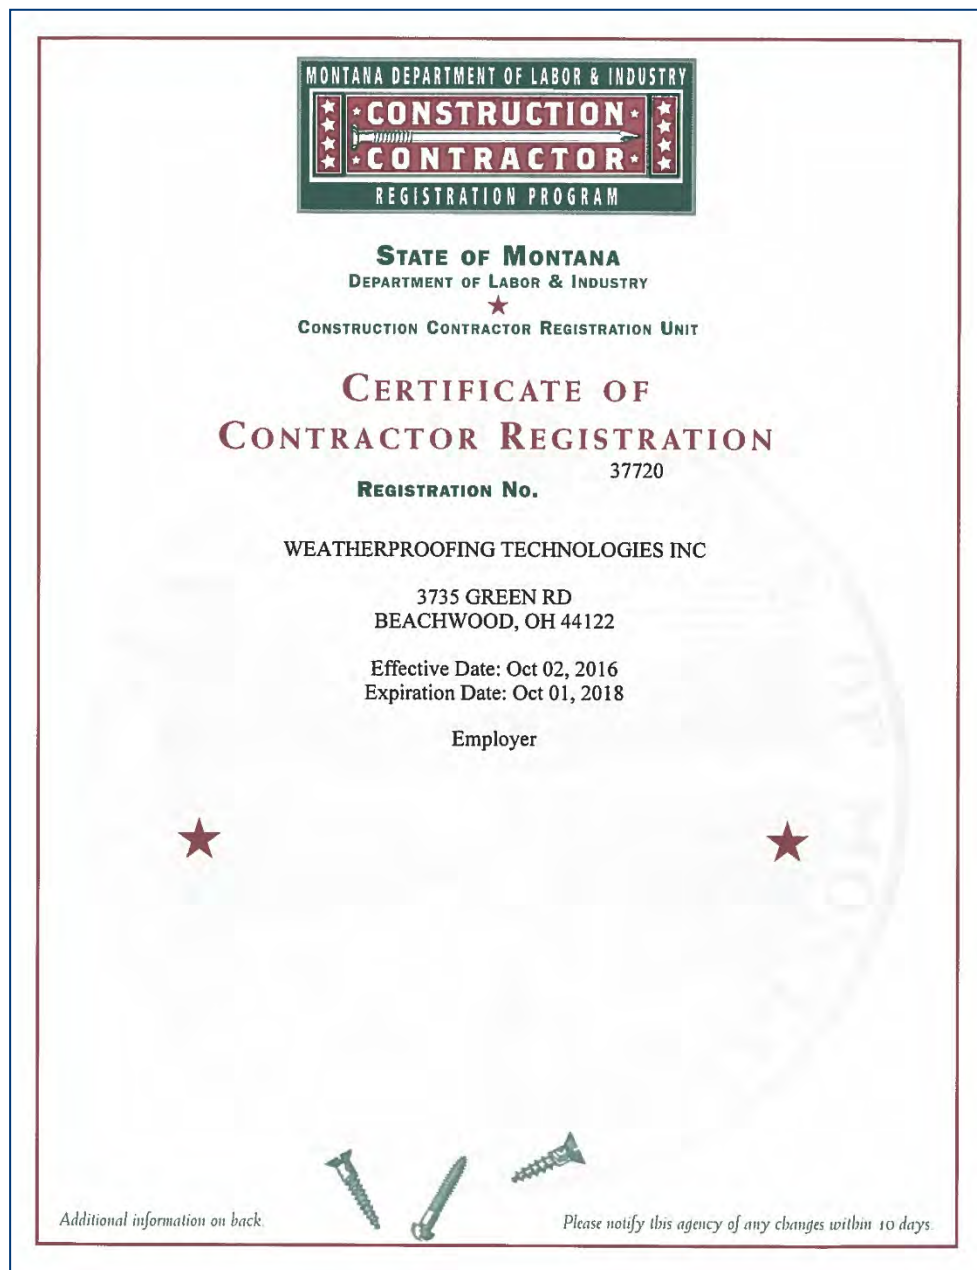 MONTANA DEPARTMENT OF LABOR & INDUSTRY
CONSTRUCTION
CONTRACTOR
REGISTRATION PROGRAM
STATE OF MONTANA
DEPARTMENT OF LABOR & INDUSTRY
CONSTRUCTION CONTRACTOR REGISTRATION UNIT
CERTIFICATE OF
CONTRACTOR REGISTRATION
37720
REGISTRATION NO.
WEATHERPROOFING TECHNOLOGIES INC
3735 GREEN RD
BEACHWOOD, OH 44122
Effective Date: Oct 02, 2016
Expiration Date: Oct 01, 2018
Employer
Additional information on back.
Please notify this agency of any changes within 10 days.